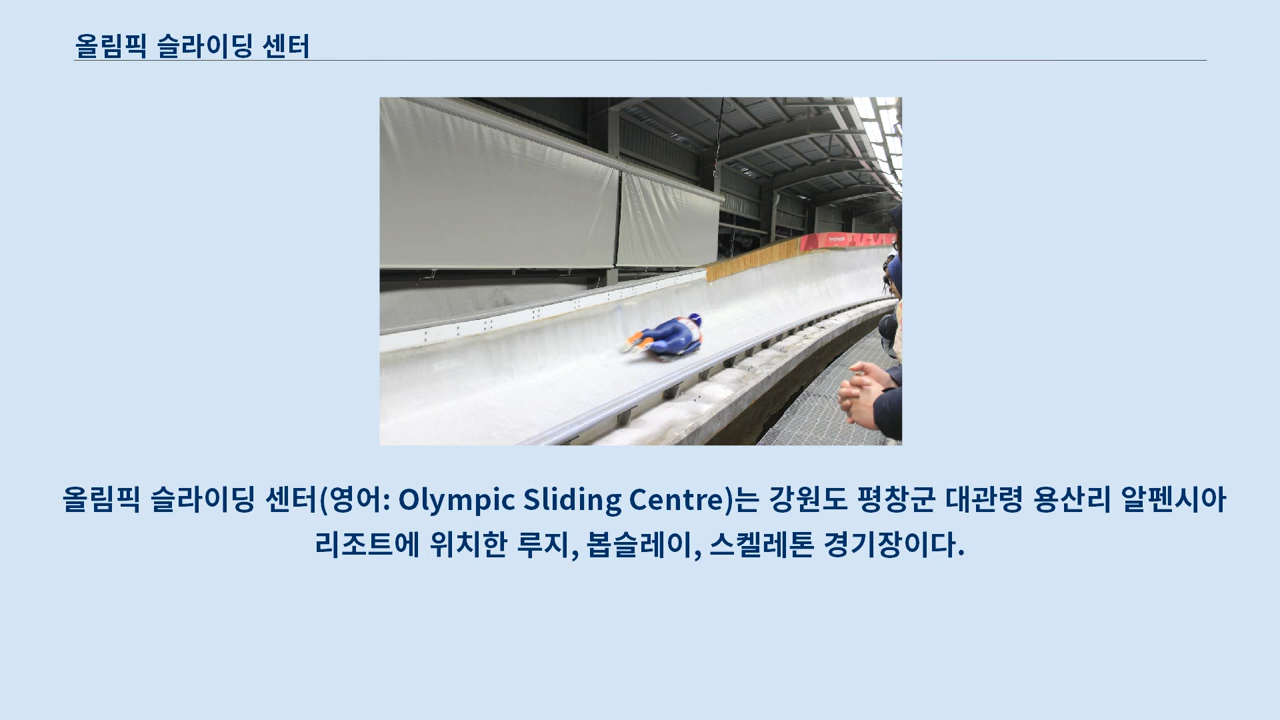 올림픽 슬라이딩 센터
올림픽 슬라이딩 센터(영어: Olympic Sliding Centre)는 강원도 평창군 대관령 용산리 알펜시아
리조트에 위치한 루지, 봅슬레이, 스켈레톤 경기장이다.